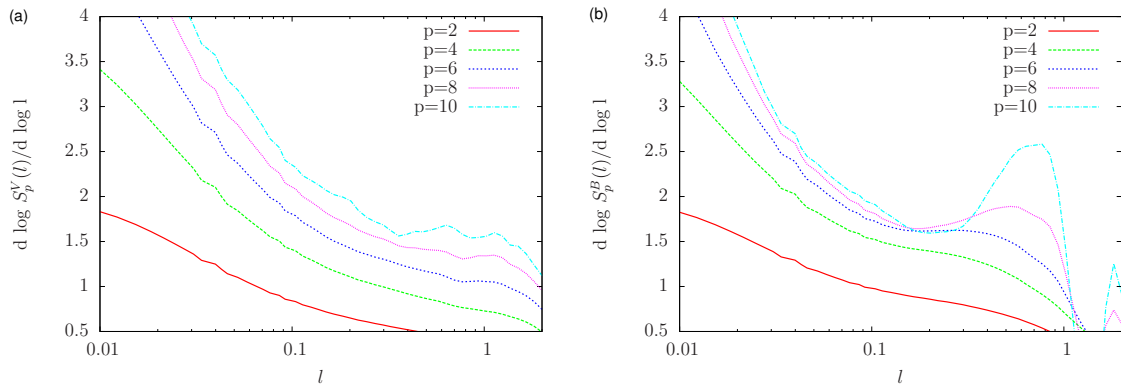 (a)
d log S_p^V(l)/d log l
4
3.5
3
2.5
2
1.5
1
0.5
0.01
0.1
1
l
p=2
p=4
p=6
p=8
p=10
(b)
d log S_p^B(l)/d log l
4
3.5
3
2.5
2
1.5
1
0.5
0.01
0.1
1
l
p=2
p=4
p=6
p=8
p=10